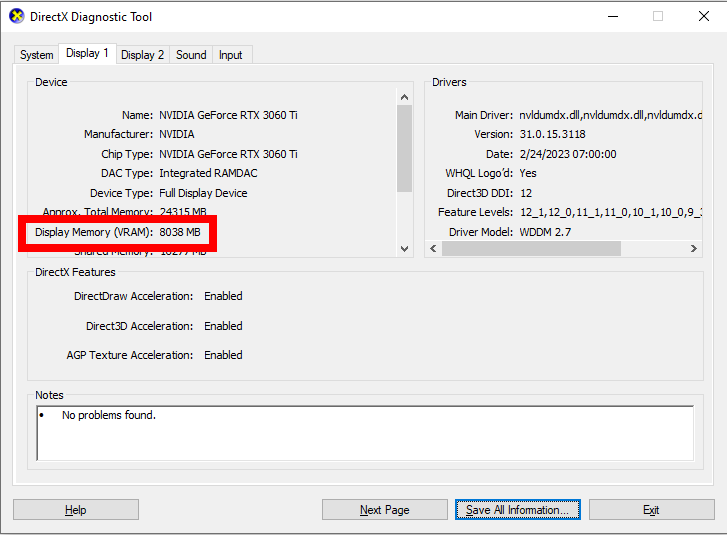 DirectX Diagnostic Tool
System Display 1 Display 2 Sound Input
Device
Name: NVIDIA GeForce RTX 3060 Ti
Manufacturer: NVIDIA
Chip Type: NVIDIA GeForce RTX 3060 Ti
DAC Type: Integrated RAMDAC
Device Type: Full Display Device
Approx. Total Memory: 24315 MB
Display Memory (VRAM): 8038 MB
Shared Memory: 16277 MB
Drivers
Main Driver: nvldumdx.dll,nvldumdx.dll,nvldumdx.d
Version: 31.0.15.3118
Date: 2/24/2023 07:00:00
WHQL Logo'd: Yes
Direct3D DDI: 12
Feature Levels: 12_1,12_0,11_1,11_0,10_1,10_0,9_3
Driver Model: WDDM 2.7
DirectX Features
DirectDraw Acceleration: Enabled
Direct3D Acceleration: Enabled
AGP Texture Acceleration: Enabled
Notes
• No problems found.
Help Next Page Save All Information... Exit